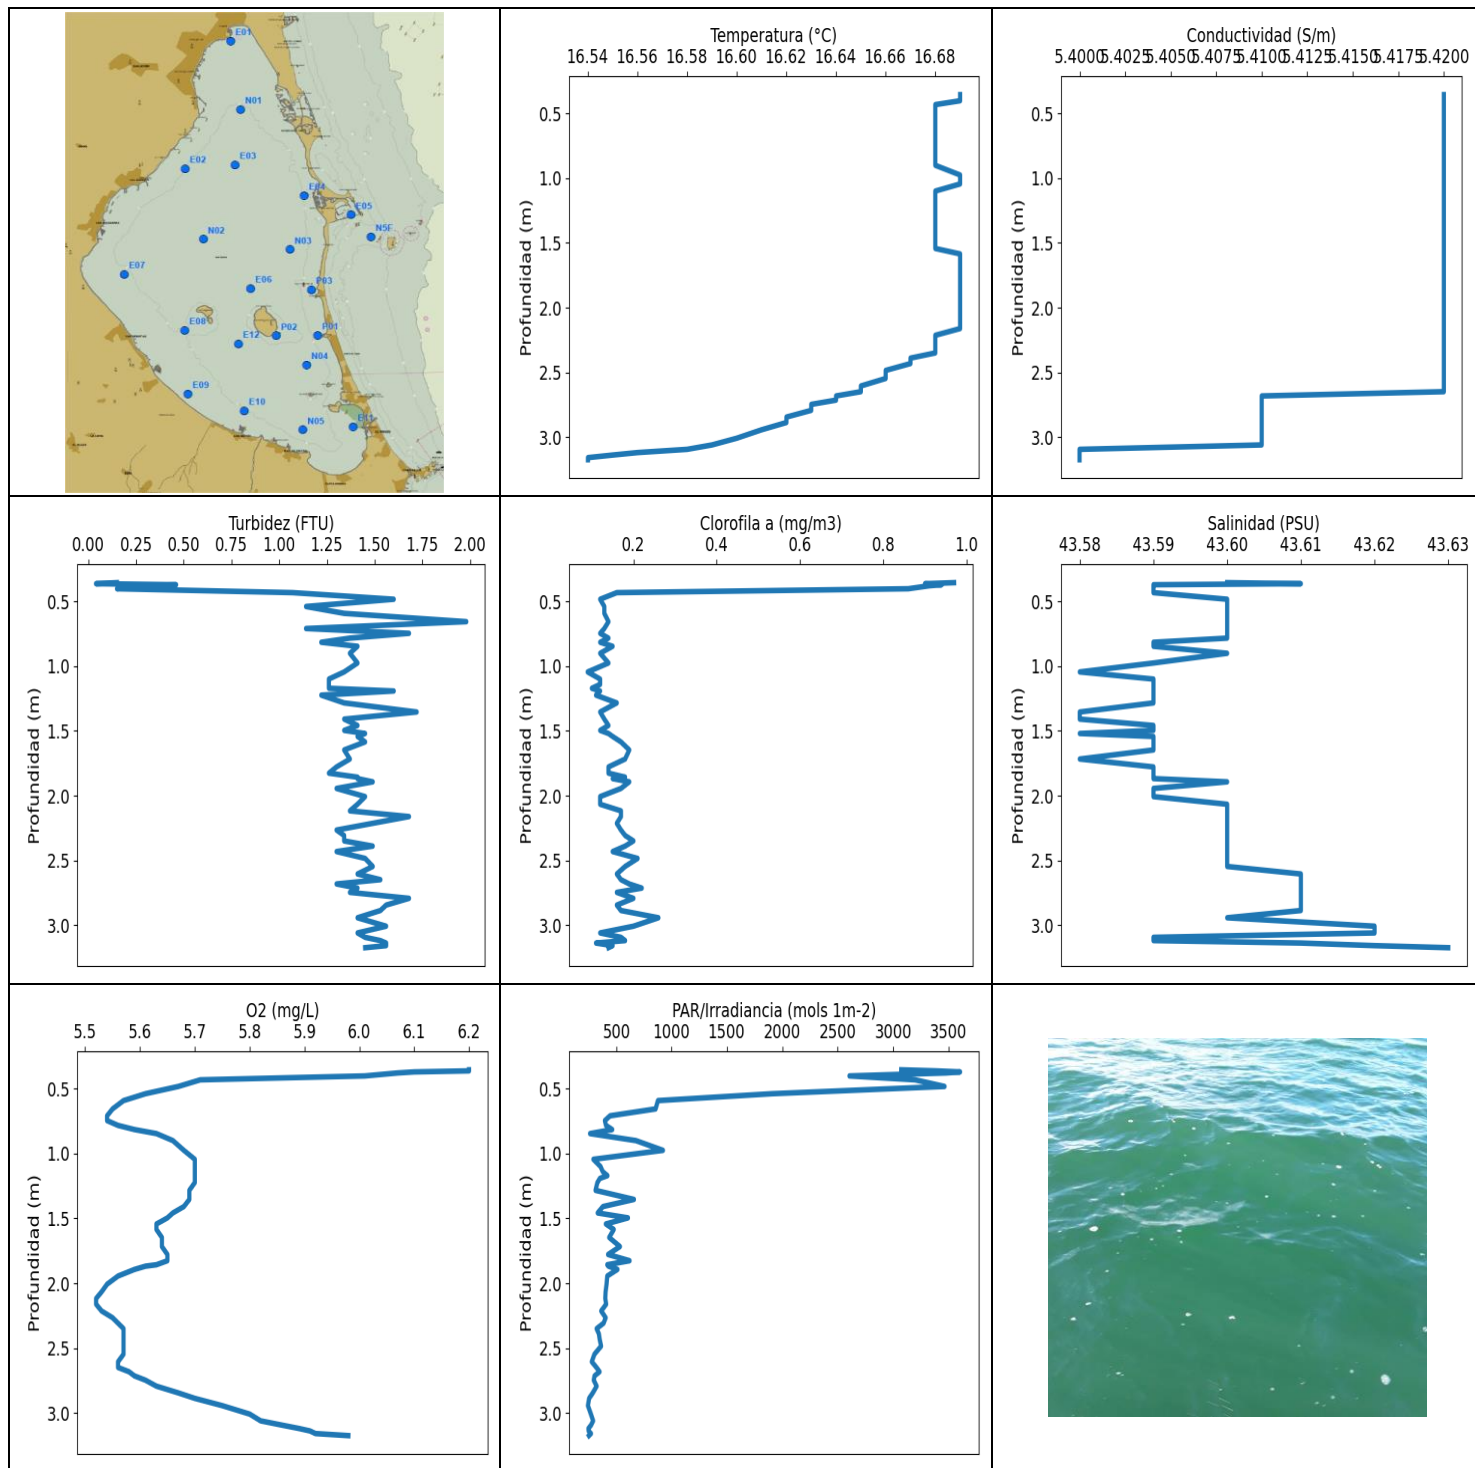 E01
N01
E02
E03
E04
E05
N5F
N02
N03
E07
E06
P03
E08
E12
P02
P01
N04
E09
E10
N05
E11
Temperatura (°C)
16.54 16.56 16.58 16.60 16.62 16.64 16.66 16.68
Profundidad (m)
0.5
1.0
1.5
2.0
2.5
3.0
Conductividad (S/m)
5.4000 5.4025 5.4050 5.4075 5.4100 5.4125 5.4150 5.4175 5.4200
Profundidad (m)
0.5
1.0
1.5
2.0
2.5
3.0
Turbidez (FTU)
0.00 0.25 0.50 0.75 1.00 1.25 1.50 1.75 2.00
Profundidad (m)
0.5
1.0
1.5
2.0
2.5
3.0
Clorofila a (mg/m3)
0.2 0.4 0.6 0.8 1.0
Profundidad (m)
0.5
1.0
1.5
2.0
2.5
3.0
Salinidad (PSU)
43.58 43.59 43.60 43.61 43.62 43.63
Profundidad (m)
0.5
1.0
1.5
2.0
2.5
3.0
O2 (mg/L)
5.5 5.6 5.7 5.8 5.9 6.0 6.1 6.2
Profundidad (m)
0.5
1.0
1.5
2.0
2.5
3.0
PAR/Irradiancia (mols 1m-2)
500 1000 1500 2000 2500 3000 3500
Profundidad (m)
0.5
1.0
1.5
2.0
2.5
3.0